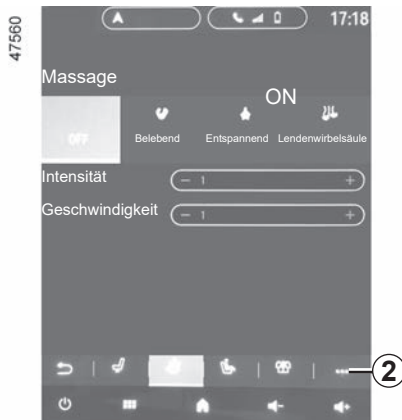 47560
17:18
Massage
ON
OFF
Belebend
Entspannend
Lendenwirbelsäule
Intensität
− 1 +
Geschwindigkeit
− 1 +
2